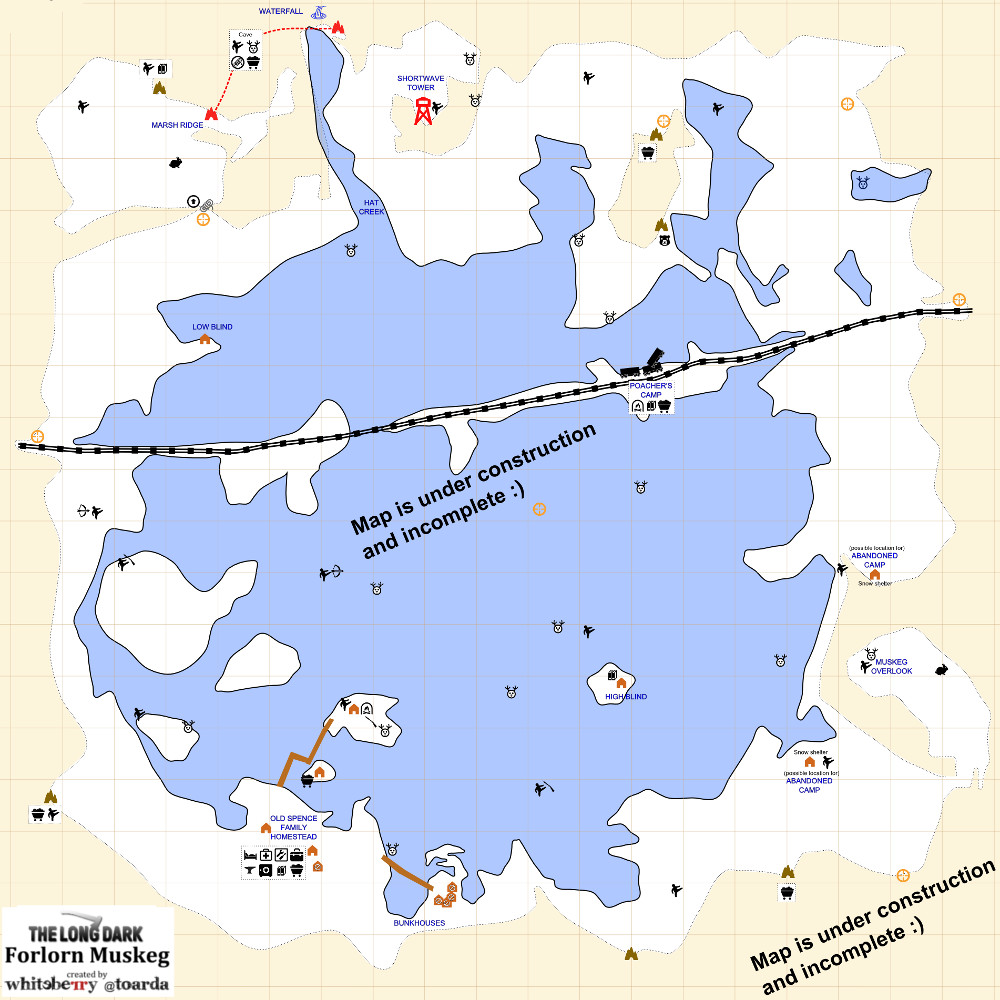 WATERFALL
Cave
SHORTWAVE
TOWER
MARSH RIDGE
HAT
CREEK
LOW BLIND
POACHER'S
CAMP
Map is under construction
and incomplete :)
(possible location for)
ABANDONED
CAMP
Snow shelter
MUSKEG
OVERLOOK
HIGH BLIND
Snow shelter
(possible location for)
ABANDONED
CAMP
OLD SPENCE
FAMILY
HOMESTEAD
BUNKHOUSES
Map is under construction
and incomplete :)
THE LONG DARK
Forlorn Muskeg
created by
whiteberry @toarda